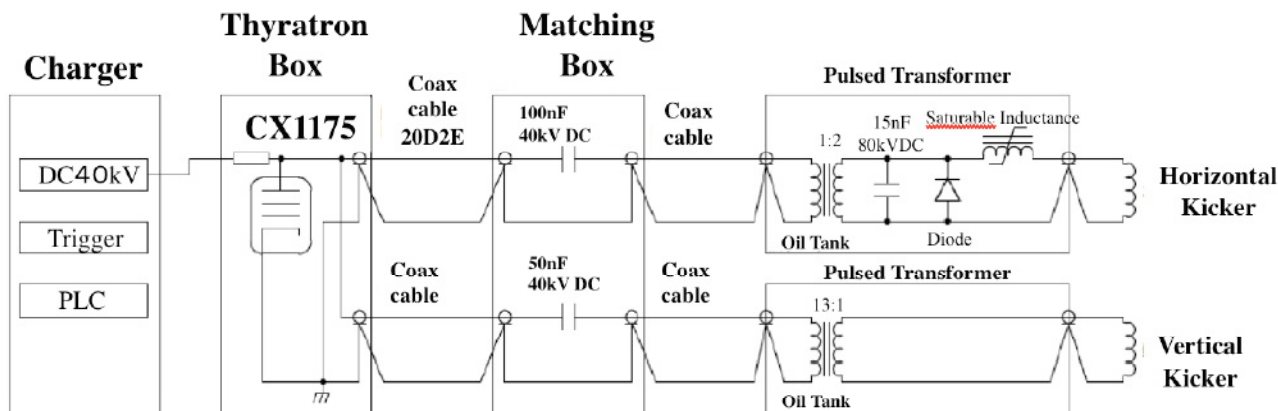 Thyratron
Box
Matching
Box
Charger
Coax
cable
20D2E
Coax
cable
Pulsed Transformer
CX1175
100nF
40kV DC
1:2
15nF
80kVDC
Saturable Inductance
DC40kV
Horizontal
Kicker
Trigger
Oil Tank
Diode
PLC
Coax
cable
50nF
40kV DC
Coax
cable
Pulsed Transformer
13:1
Vertical
Kicker
Oil Tank